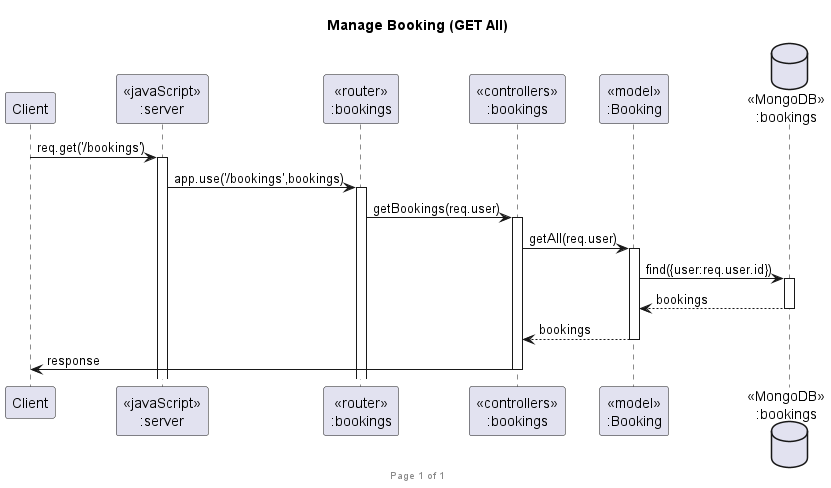 Manage Booking (GET All)
Client
«javaScript»
:server
«router»
:bookings
«controllers»
:bookings
«model»
:Booking
«MongoDB»
:bookings
req.get('/bookings')
app.use('/bookings',bookings)
getBookings(req.user)
getAll(req.user)
find({user:req.user.id})
bookings
bookings
response
Client
«javaScript»
:server
«router»
:bookings
«controllers»
:bookings
«model»
:Booking
«MongoDB»
:bookings
Page 1 of 1